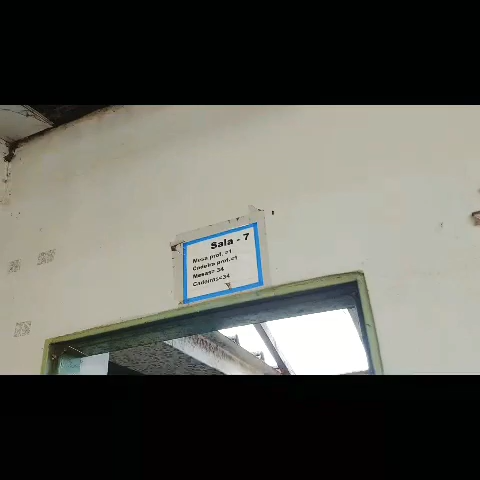 Sala - 7
Mesa prof. =1
Cadeira prof.=1
Mesas= 34
Cadeiras=34